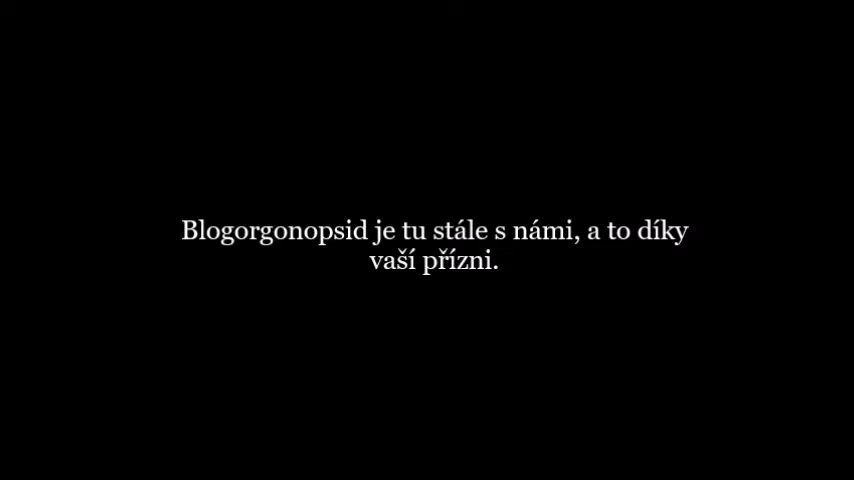 Blogorgonopsid je tu stále s námi, a to díky
vaší přízni.